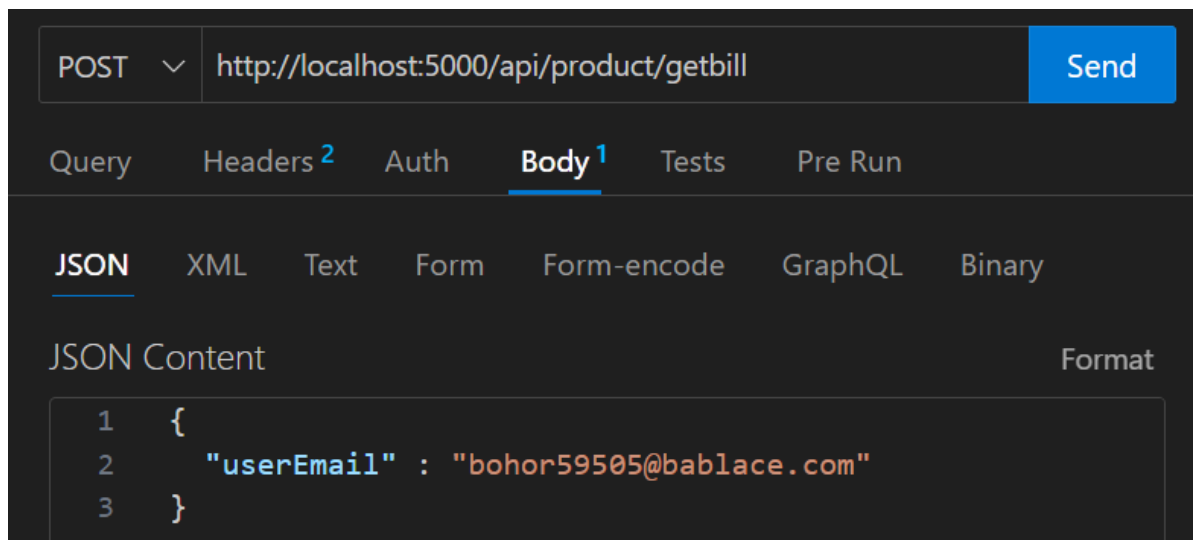 POST http://localhost:5000/api/product/getbill Send
Query Headers 2 Auth Body 1 Tests Pre Run
JSON XML Text Form Form-encode GraphQL Binary
JSON Content Format
1 {
2 "userEmail" : "bohor59505@bablace.com"
3 }